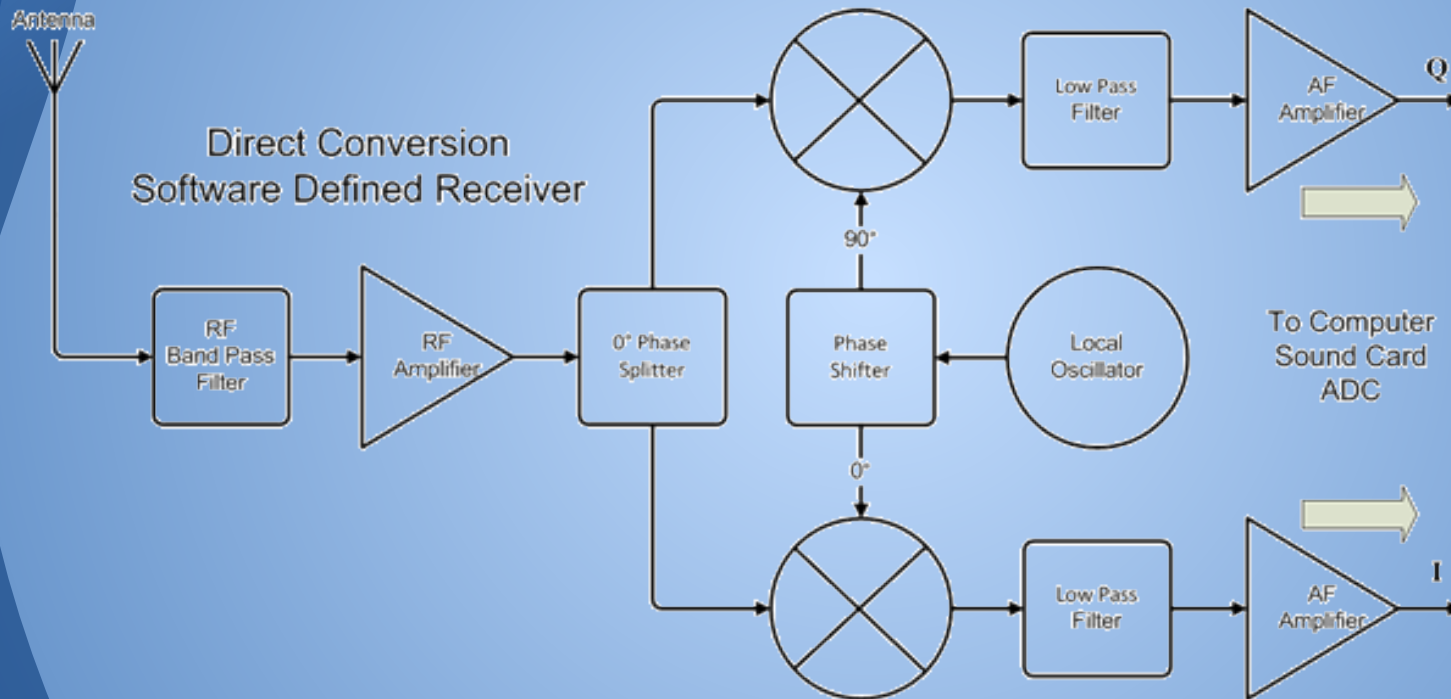 Antenna
Direct Conversion
Software Defined Receiver
RF
Band Pass
Filter
RF
Amplifier
0° Phase
Splitter
90°
Phase
Shifter
0°
Local
Oscillator
Low Pass
Filter
AF
Amplifier
Q
To Computer
Sound Card
ADC
Low Pass
Filter
AF
Amplifier
I